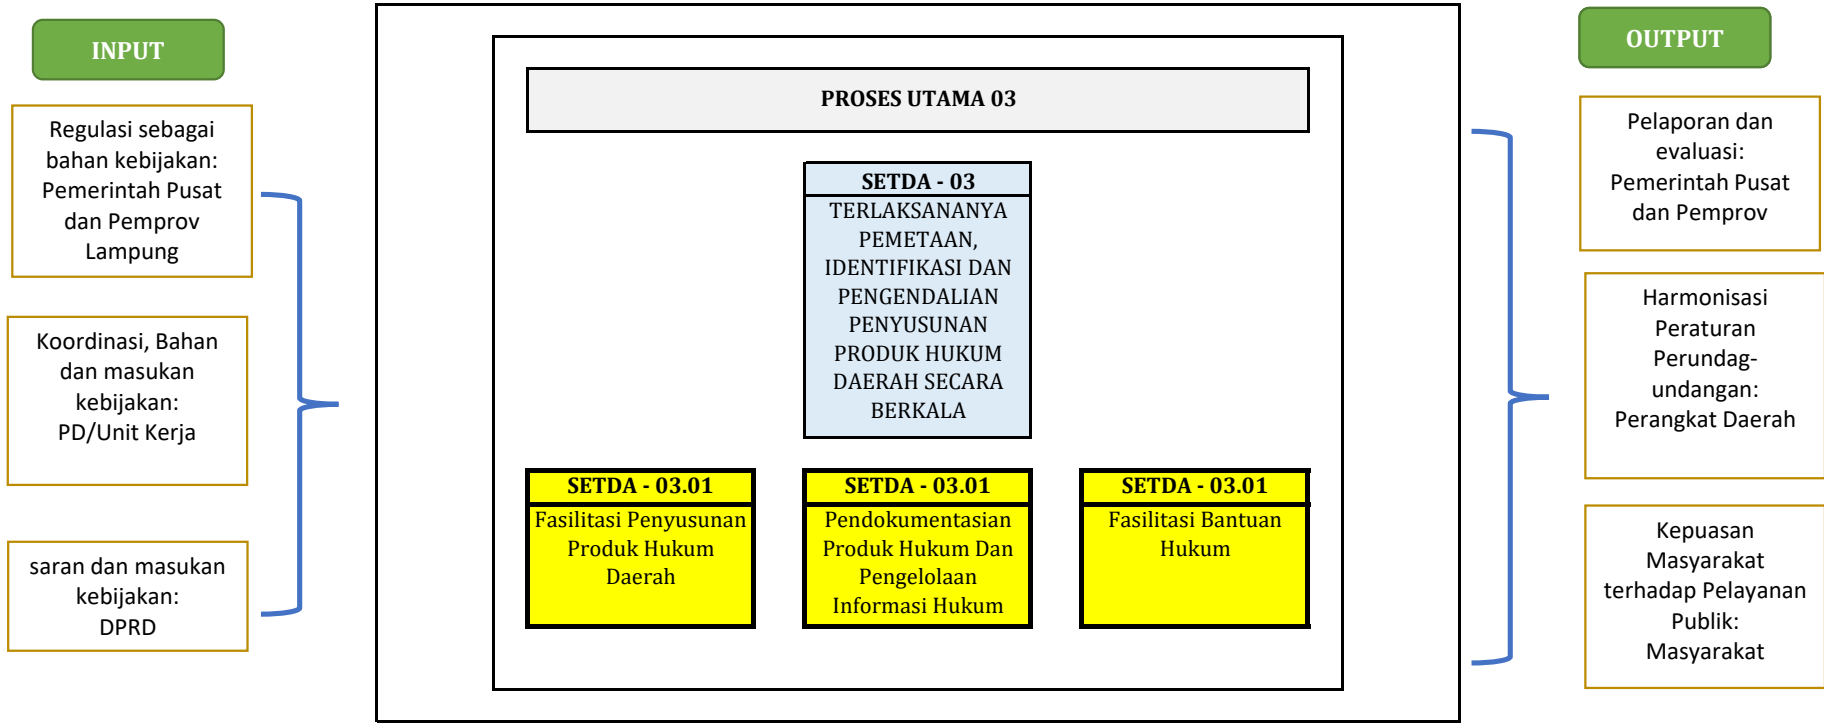 INPUT
Regulasi sebagai
bahan kebijakan:
Pemerintah Pusat
dan Pemprov
Lampung
Koordinasi, Bahan
dan masukan
kebijakan:
PD/Unit Kerja
saran dan masukan
kebijakan:
DPRD
PROSES UTAMA 03
SETDA - 03
TERLAKSANANYA
PEMETAAN,
IDENTIFIKASI DAN
PENGENDALIAN
PENYUSUNAN
PRODUK HUKUM
DAERAH SECARA
BERKALA
SETDA - 03.01
Fasilitasi Penyusunan
Produk Hukum
Daerah
SETDA - 03.01
Pendokumentasian
Produk Hukum Dan
Pengelolaan
Informasi Hukum
SETDA - 03.01
Fasilitasi Bantuan
Hukum
OUTPUT
Pelaporan dan
evaluasi:
Pemerintah Pusat
dan Pemprov
Harmonisasi
Peraturan
Perundag-
undangan:
Perangkat Daerah
Kepuasan
Masyarakat
terhadap Pelayanan
Publik:
Masyarakat